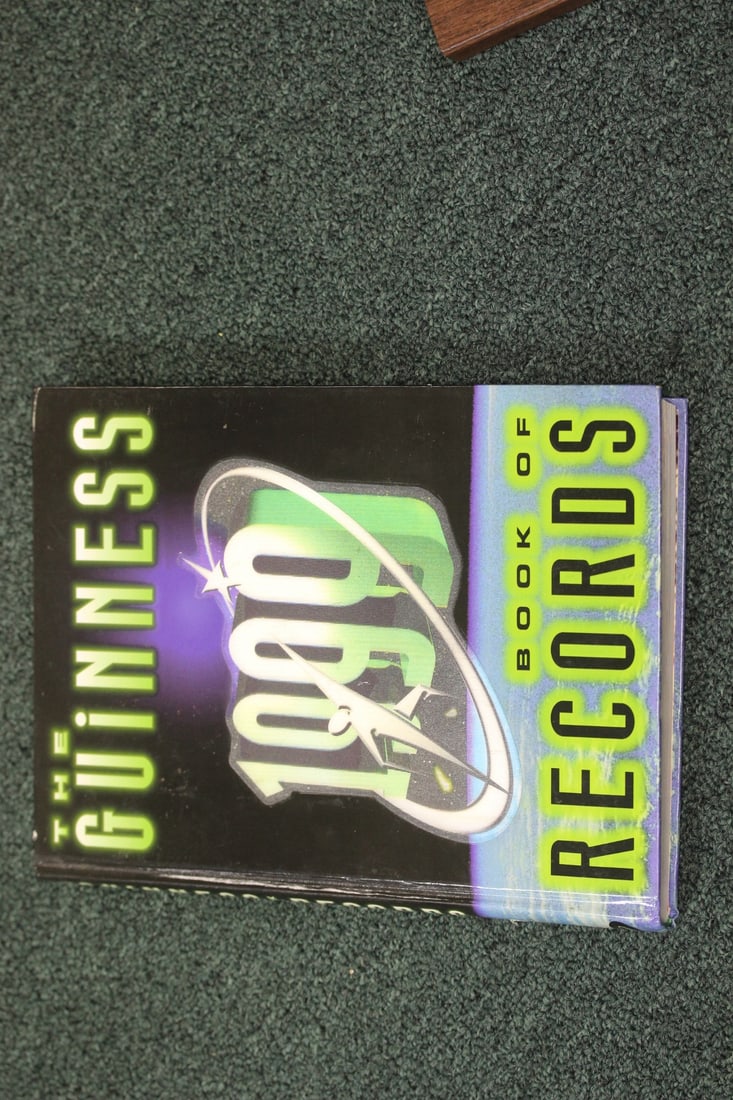 THE
GUiNNESS
1999
BOOK OF
RECORDS